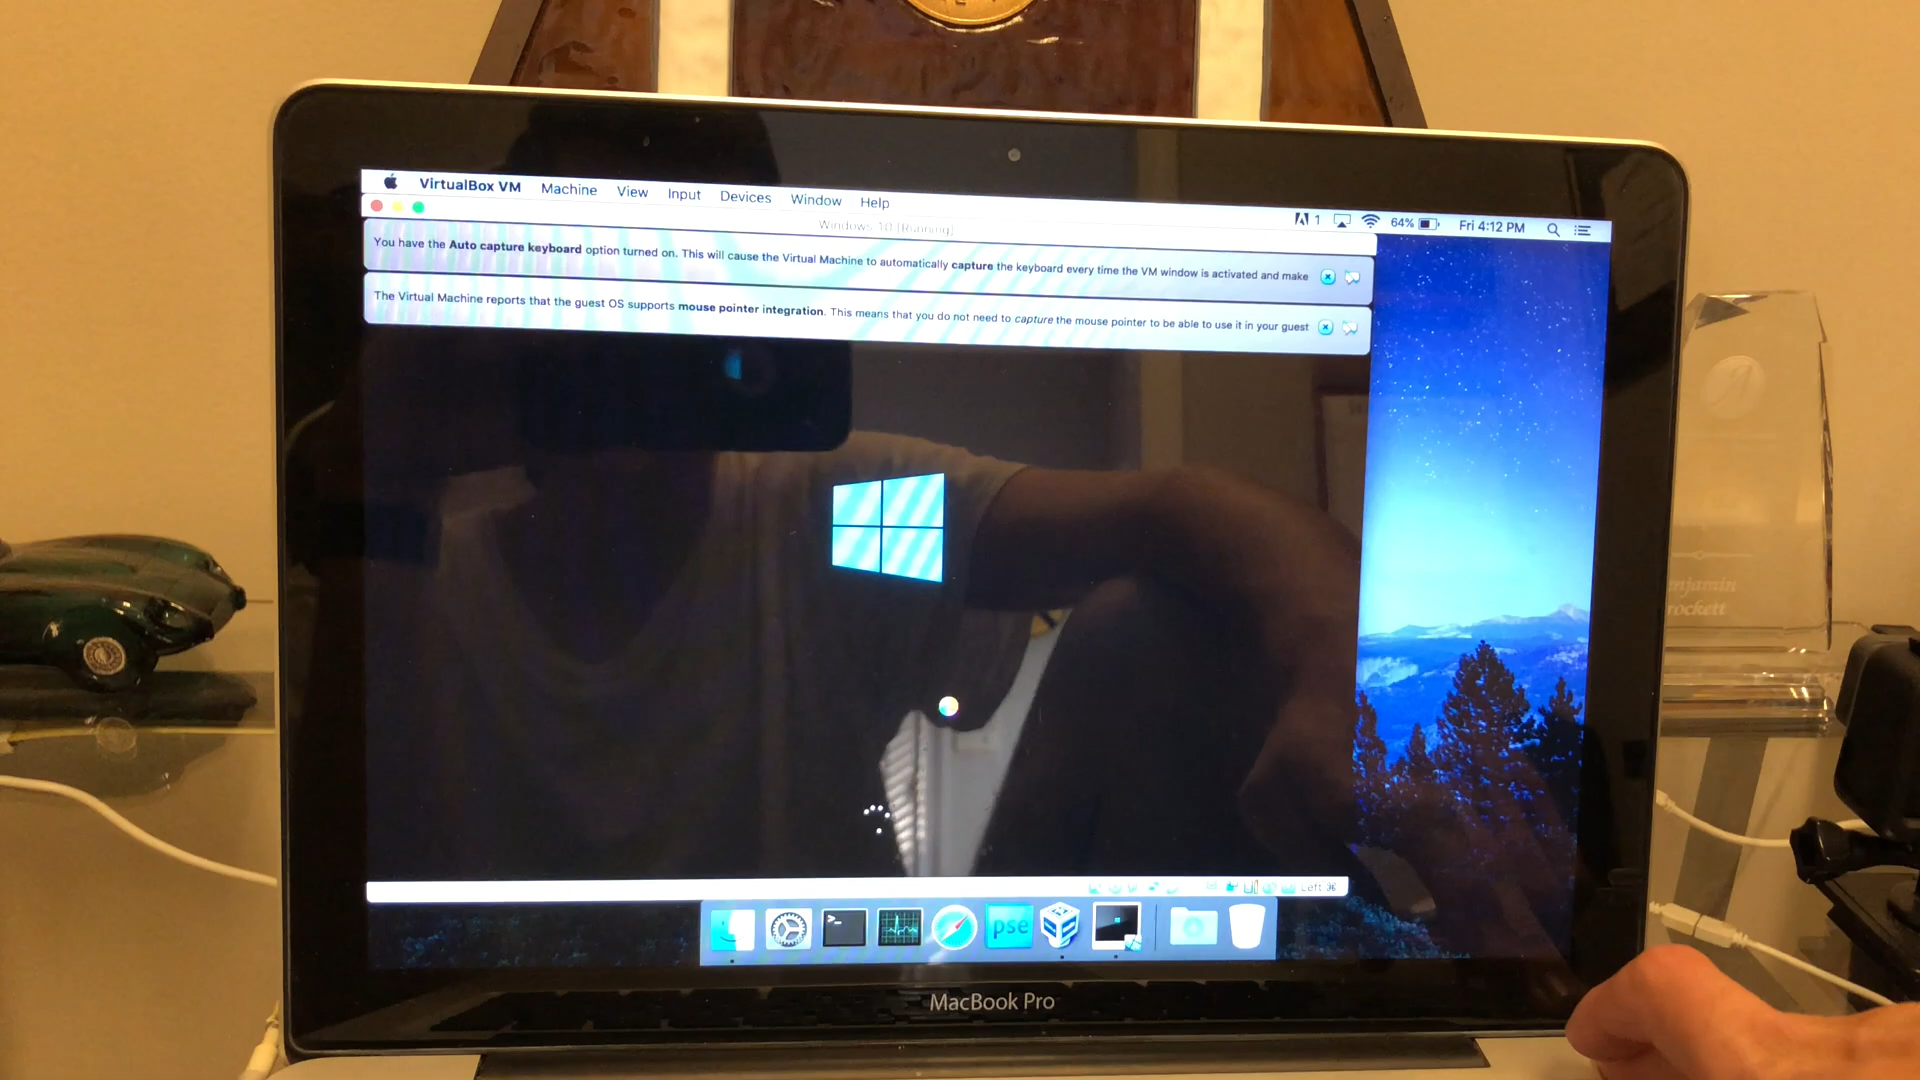 VirtualBox VM Machine View Input Devices Window Help
1 64% Fri 4:12 PM
Windows 10 [Running]
You have the Auto capture keyboard option turned on. This will cause the Virtual Machine to automatically capture the keyboard every time the VM window is activated and make
The Virtual Machine reports that the guest OS supports mouse pointer integration. This means that you do not need to capture the mouse pointer to be able to use it in your guest
Left ⌘
>_
pse
MacBook Pro